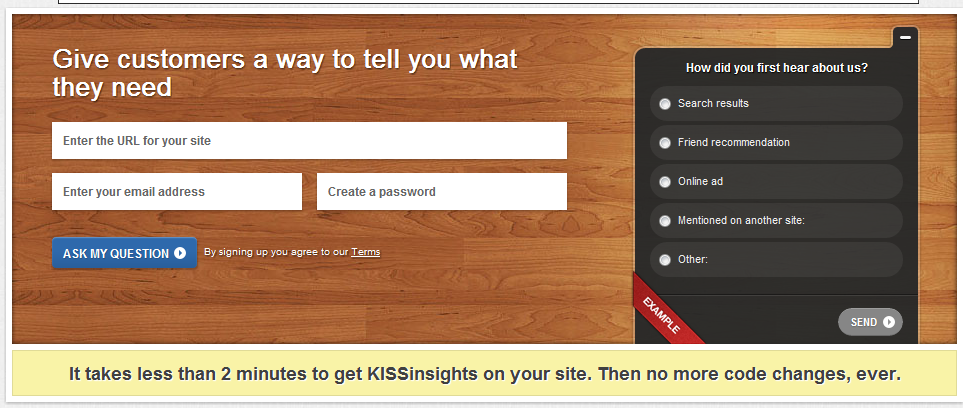 Give customers a way to tell you what
they need
Enter the URL for your site
Enter your email address
Create a password
ASK MY QUESTION
By signing up you agree to our Terms
How did you first hear about us?
Search results
Friend recommendation
Online ad
Mentioned on another site:
Other:
EXAMPLE
SEND
It takes less than 2 minutes to get KISSinsights on your site. Then no more code changes, ever.